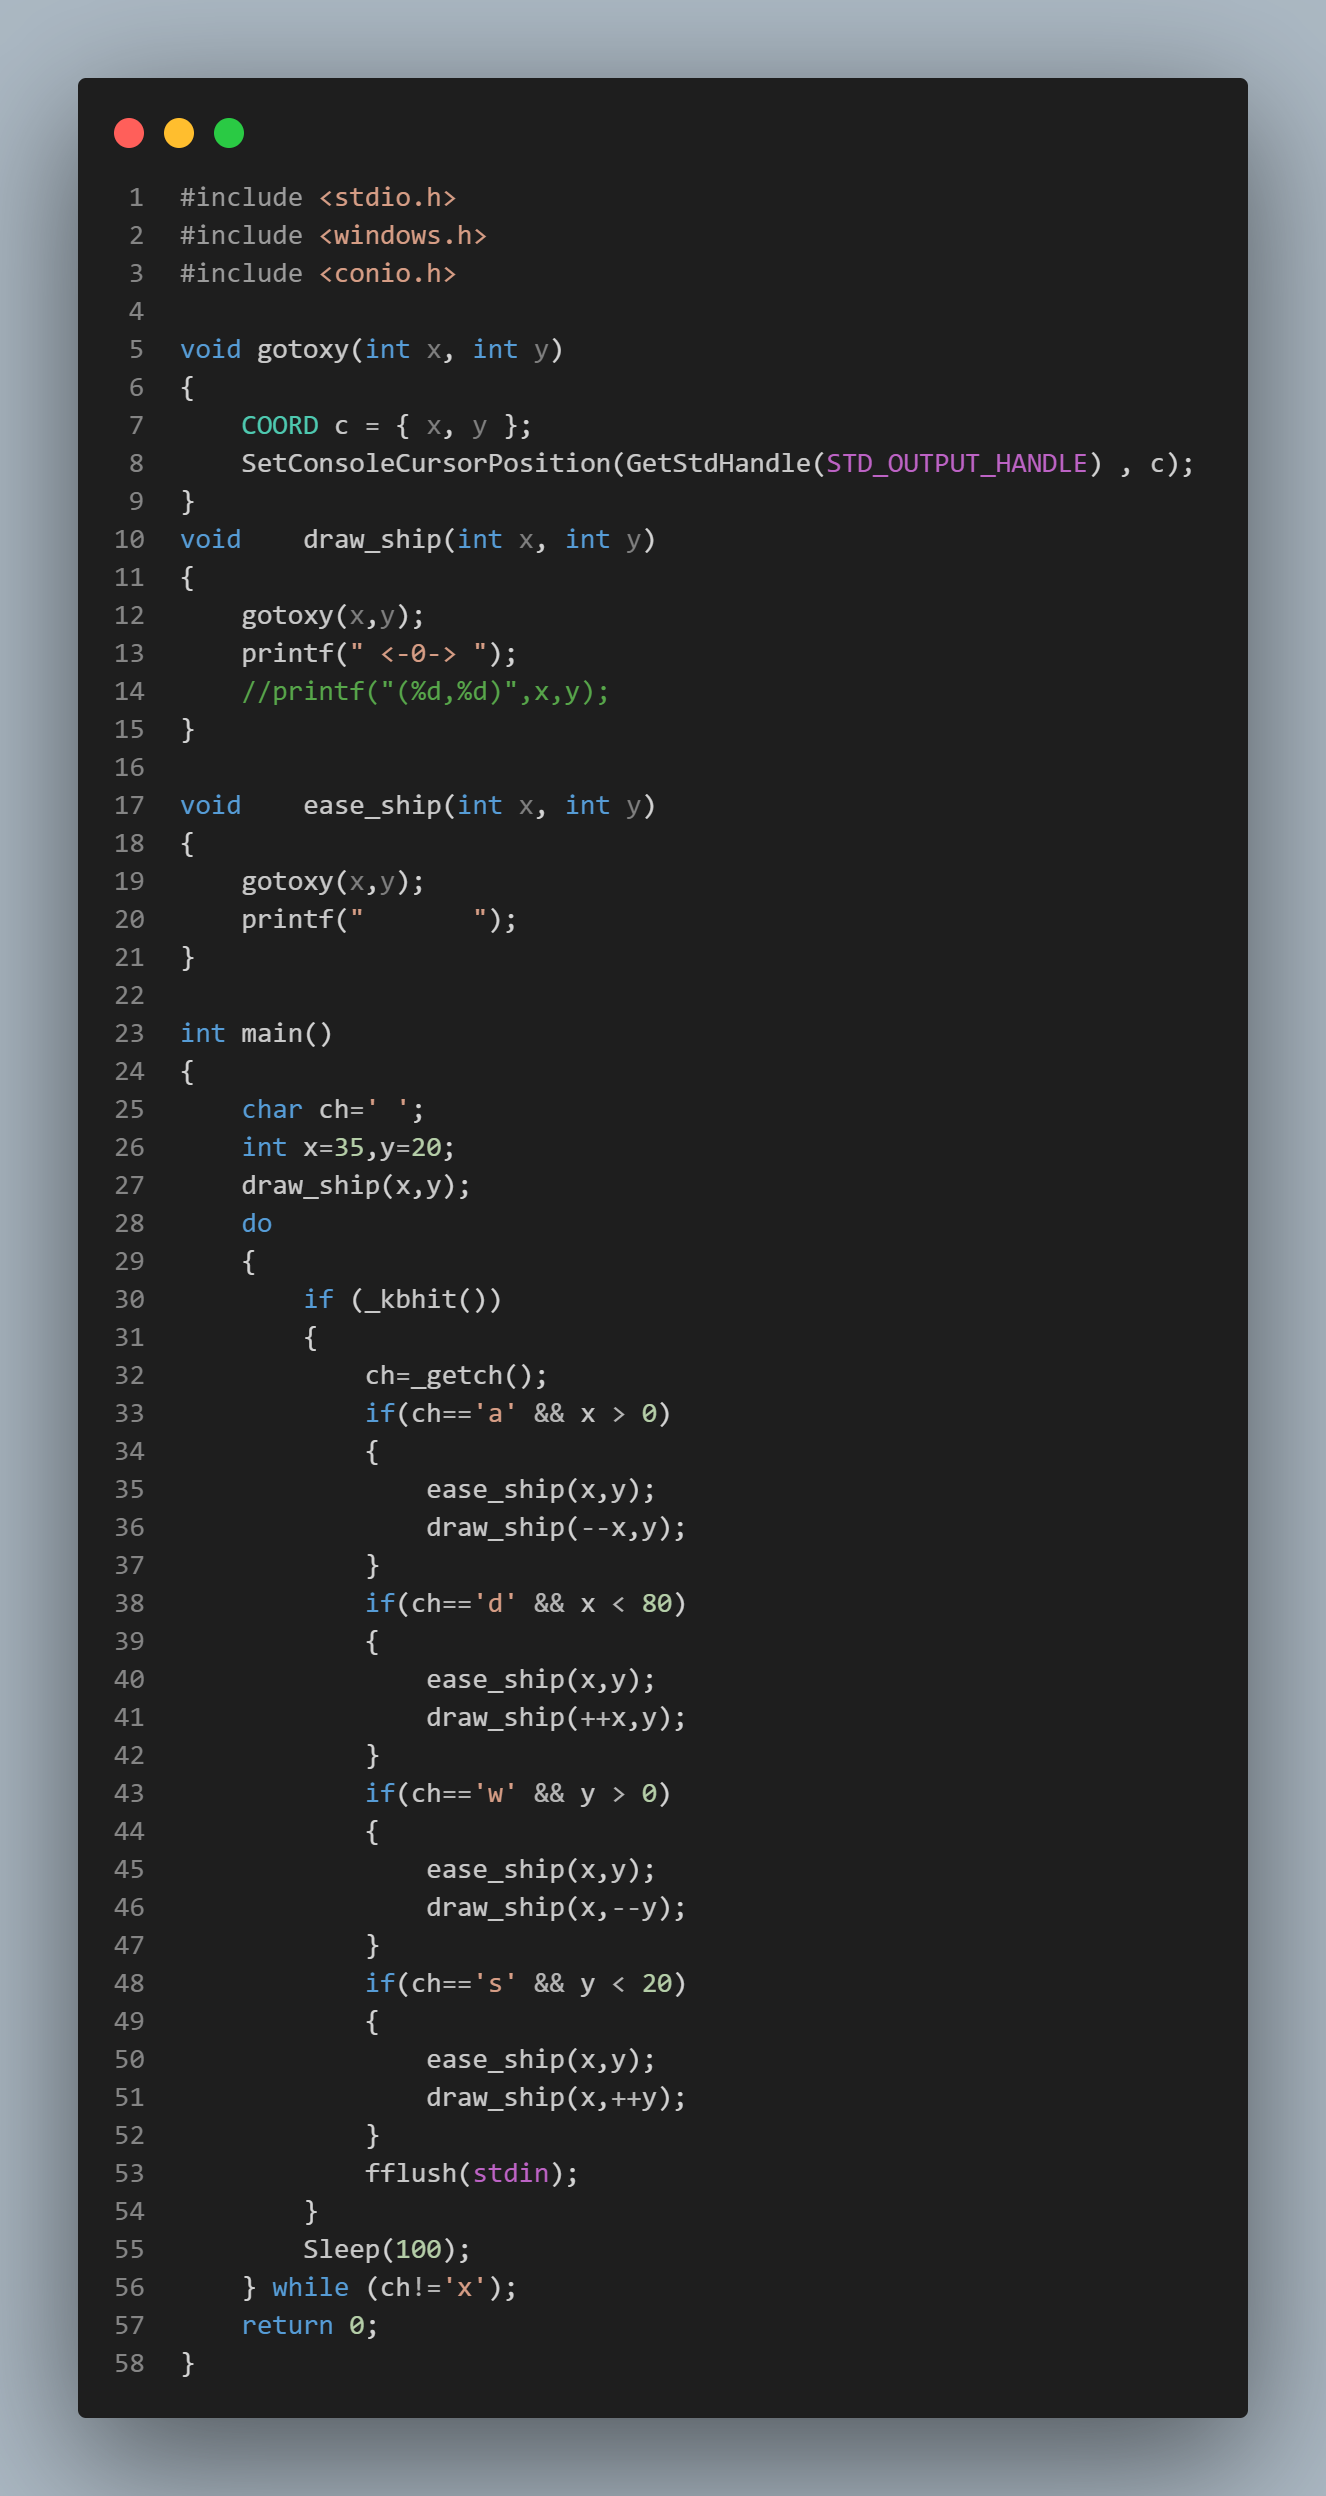 1 #include <stdio.h>
2 #include <windows.h>
3 #include <conio.h>
4
5 void gotoxy(int x, int y)
6 {
7     COORD c = { x, y };
8     SetConsoleCursorPosition(GetStdHandle(STD_OUTPUT_HANDLE) , c);
9 }
10 void    draw_ship(int x, int y)
11 {
12     gotoxy(x,y);
13     printf(" <-0-> ");
14     //printf("(%d,%d)",x,y);
15 }
16
17 void    ease_ship(int x, int y)
18 {
19     gotoxy(x,y);
20     printf("       ");
21 }
22
23 int main()
24 {
25     char ch=' ';
26     int x=35,y=20;
27     draw_ship(x,y);
28     do
29     {
30         if (_kbhit())
31         {
32             ch=_getch();
33             if(ch=='a' && x > 0)
34             {
35                 ease_ship(x,y);
36                 draw_ship(--x,y);
37             }
38             if(ch=='d' && x < 80)
39             {
40                 ease_ship(x,y);
41                 draw_ship(++x,y);
42             }
43             if(ch=='w' && y > 0)
44             {
45                 ease_ship(x,y);
46                 draw_ship(x,--y);
47             }
48             if(ch=='s' && y < 20)
49             {
50                 ease_ship(x,y);
51                 draw_ship(x,++y);
52             }
53             fflush(stdin);
54         }
55         Sleep(100);
56     } while (ch!='x');
57     return 0;
58 }